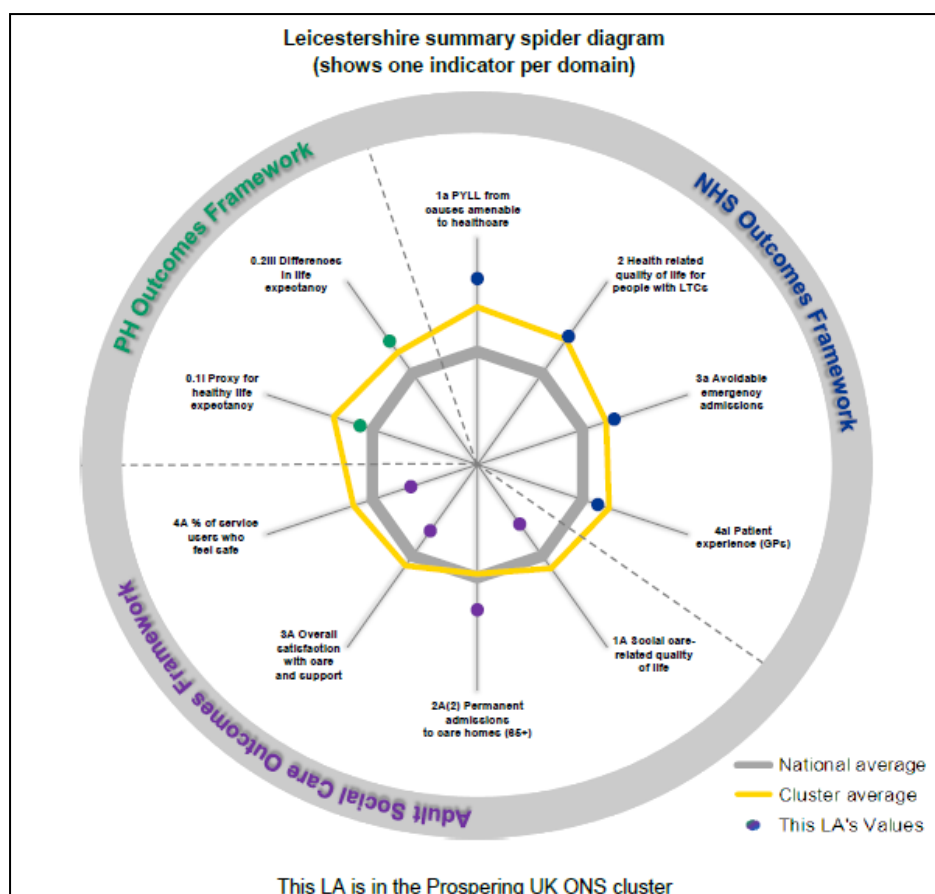 Leicestershire summary spider diagram
(shows one indicator per domain)
PH Outcomes Framework
NHS Outcomes Framework
1a PYLL from
causes amenable
to healthcare
0.2III Differences
in life
expectancy
2 Health related
quality of life for
people with LTCs
0.1I Proxy for
healthy life
expectancy
3a Avoidable
emergency
admissions
4A % of service
users who
feel safe
4aI Patient
experience (GPs)
3A Overall
satisfaction
with care
and support
1A Social care-
related quality
of life
2A(2) Permanent
admissions
to care homes (65+)
Adult Social Care Outcomes Framework
National average
Cluster average
This LA's Values
This LA is in the Prospering UK ONS cluster